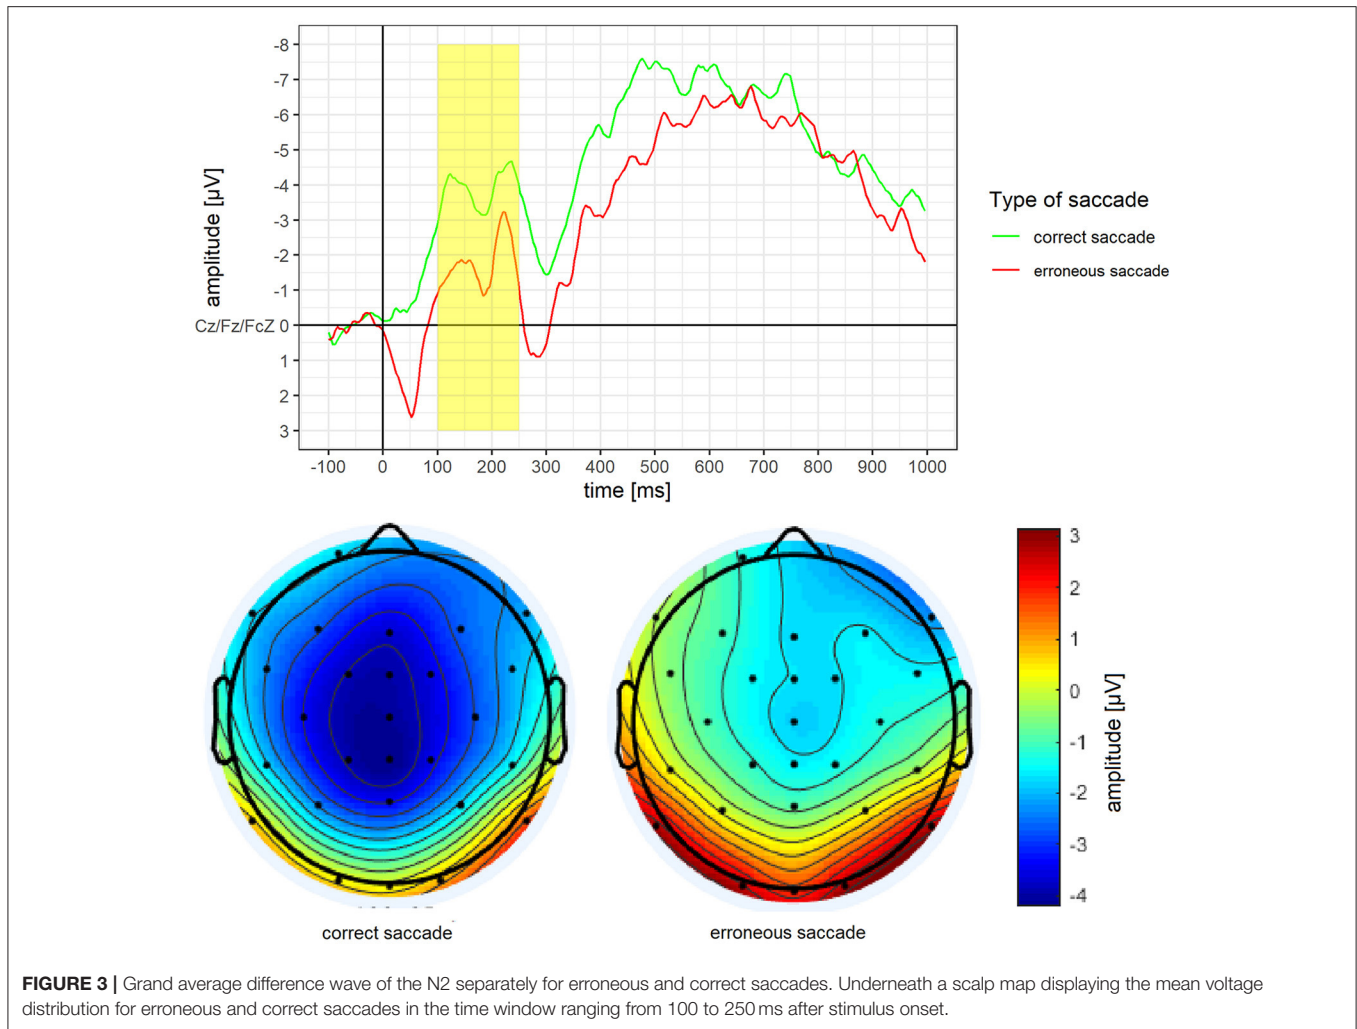 -8
-7
-6
-5
-4
-3
-2
-1
Cz/Fz/FcZ 0
1
2
3
amplitude [µV]
-100 0 100 200 300 400 500 600 700 800 900 1000
time [ms]
Type of saccade
correct saccade
erroneous saccade
3
2
1
0
-1
-2
-3
-4
amplitude [µV]
correct saccade
erroneous saccade
FIGURE 3 | Grand average difference wave of the N2 separately for erroneous and correct saccades. Underneath a scalp map displaying the mean voltage
distribution for erroneous and correct saccades in the time window ranging from 100 to 250 ms after stimulus onset.